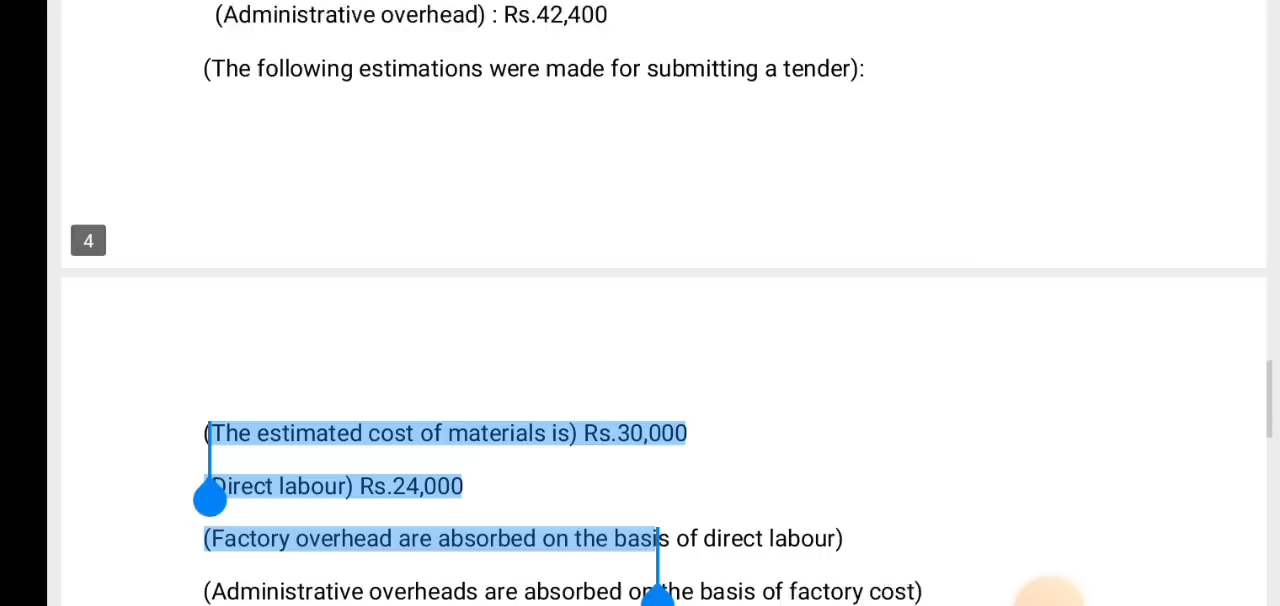 (Administrative overhead) : Rs.42,400
(The following estimations were made for submitting a tender):
4
(The estimated cost of materials is) Rs.30,000
(Direct labour) Rs.24,000
(Factory overhead are absorbed on the basis of direct labour)
(Administrative overheads are absorbed on the basis of factory cost)